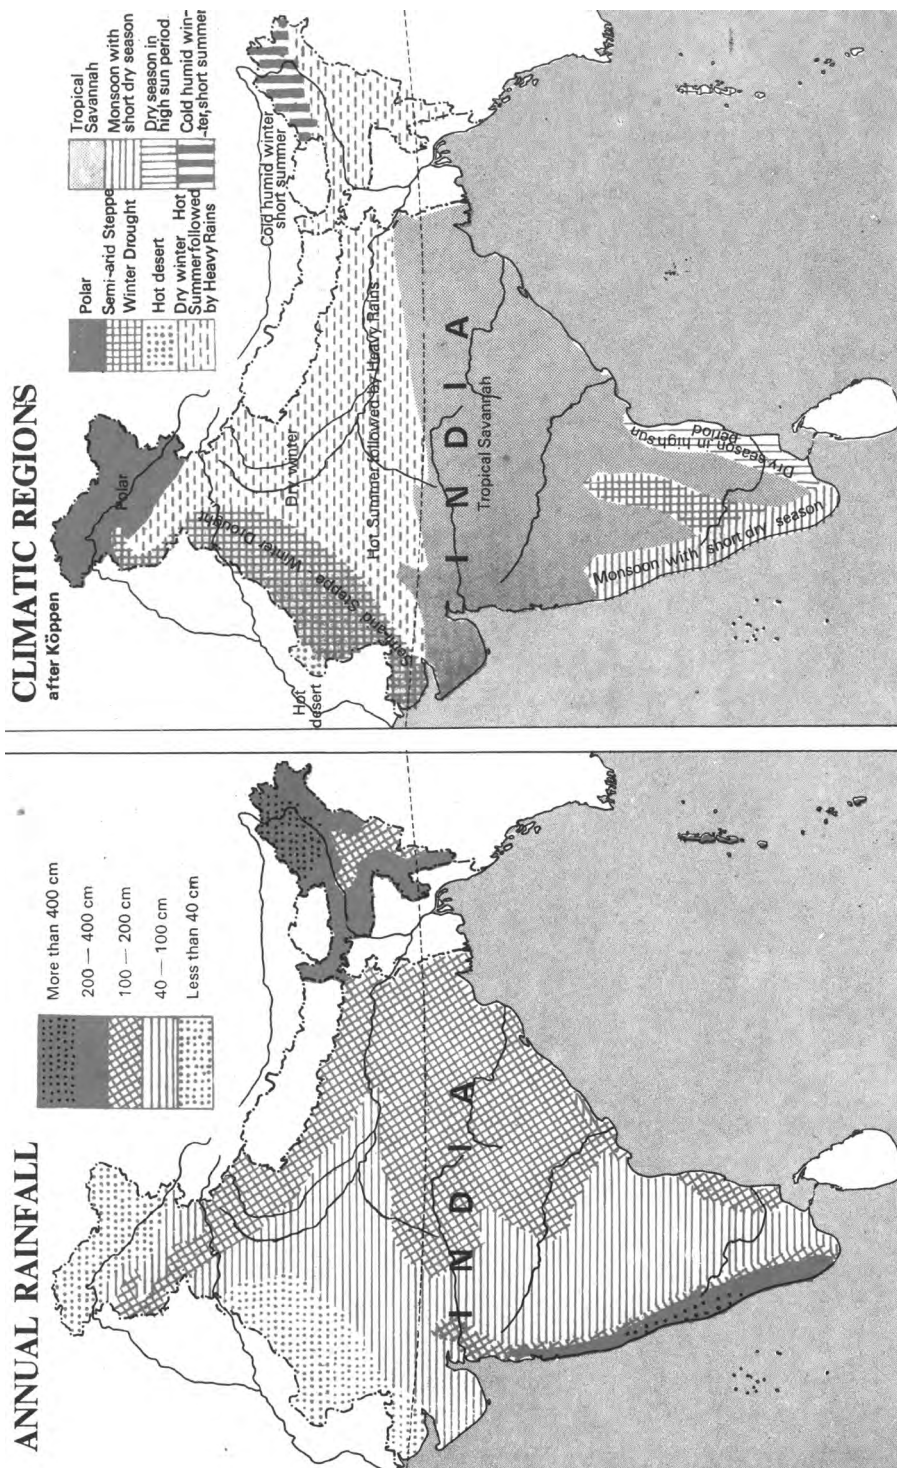 CLIMATIC REGIONS
after Köppen
Polar
Semi-arid Steppe
Winter Drought
Hot desert
Dry winter Hot
Summerfollowed
by Heavy Rains
Tropical
Savannah
Monsoon with
short dry season
Dry season in
high sun period.
Cold humid win-
-ter,short summer
Polar
Cold humid winter
short summer
Semi-arid Steppe - Winter Drought
Hot
desert
Dry winter
Hot Summer followed by Heavy Rains
INDIA
Tropical Savannah
Monsoon with short dry season
Dry season in high sun
period
ANNUAL RAINFALL
More than 400 cm
200 — 400 cm
100 — 200 cm
40 — 100 cm
Less than 40 cm
INDIA